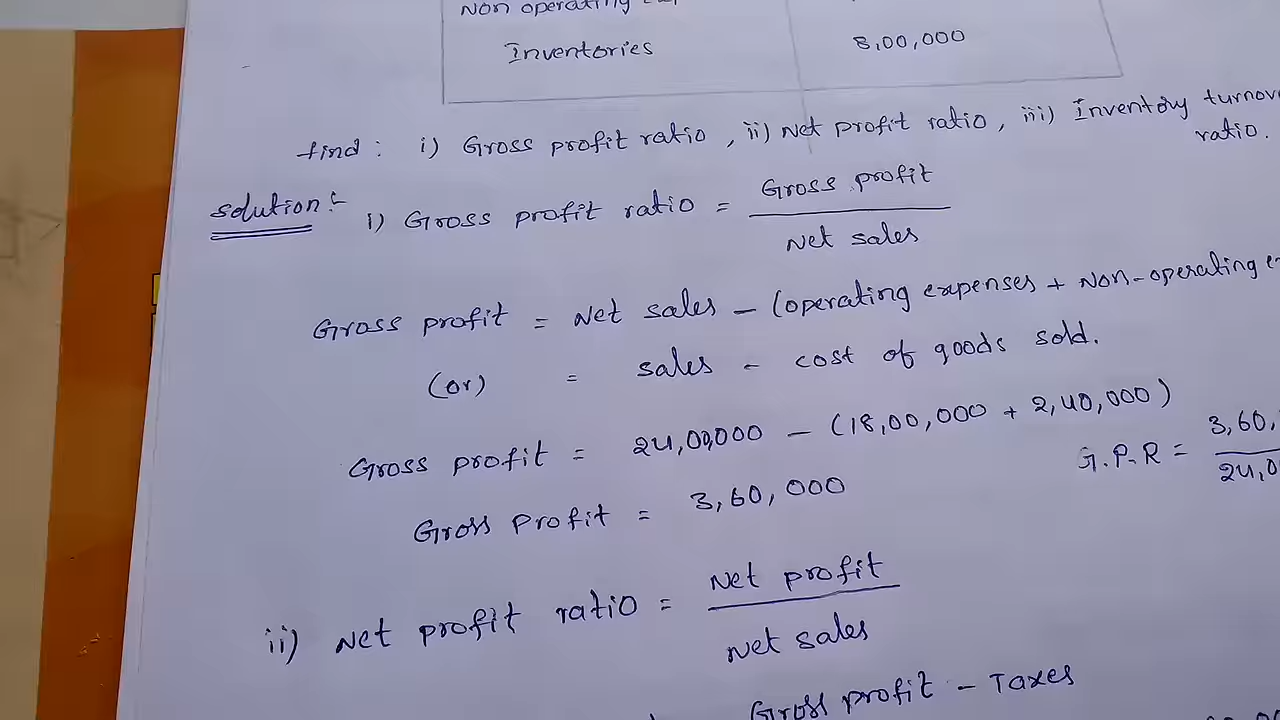 Non operating
Inventories 8,00,000
find : i) Gross profit ratio , ii) Net profit ratio , iii) Inventory turnove
ratio.
Solution :-
i) Gross profit ratio = Gross profit
Net sales
Gross profit = Net sales - (operating expenses + Non-operating e
(or) = sales - cost of goods sold.
Gross profit = 24,00,000 - (18,00,000 + 2,40,000)
G.P.R = 3,60,
24,0
Gross Profit = 3,60,000
ii) Net profit ratio = Net profit
Net sales
Gross profit - Taxes